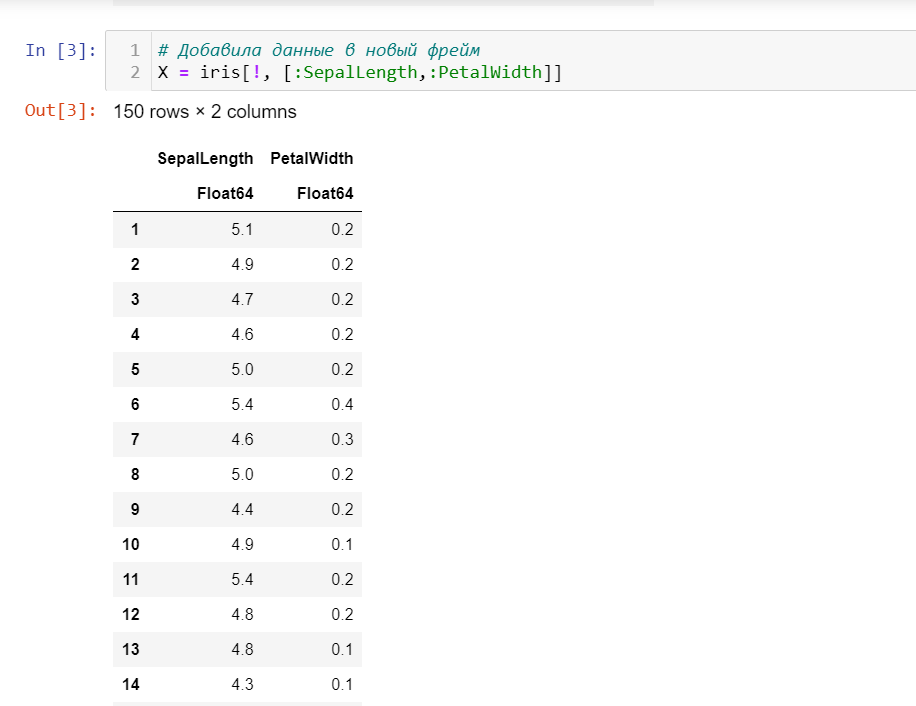 In [3]:
1 # Добавила данные в новый фрейм
2 X = iris[!, [:SepalLength,:PetalWidth]]
Out[3]: 150 rows × 2 columns
SepalLength PetalWidth
Float64 Float64
1 5.1 0.2
2 4.9 0.2
3 4.7 0.2
4 4.6 0.2
5 5.0 0.2
6 5.4 0.4
7 4.6 0.3
8 5.0 0.2
9 4.4 0.2
10 4.9 0.1
11 5.4 0.2
12 4.8 0.2
13 4.8 0.1
14 4.3 0.1